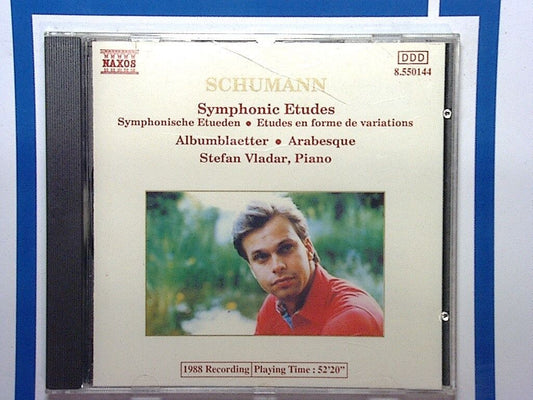 NAXOS
DDD
8.550144
SCHUMANN
Symphonic Etudes
Symphonische Etueden • Etudes en forme de variations
Albumblaetter • Arabesque
Stefan Vladar, Piano
1988 Recording Playing Time : 52'20"